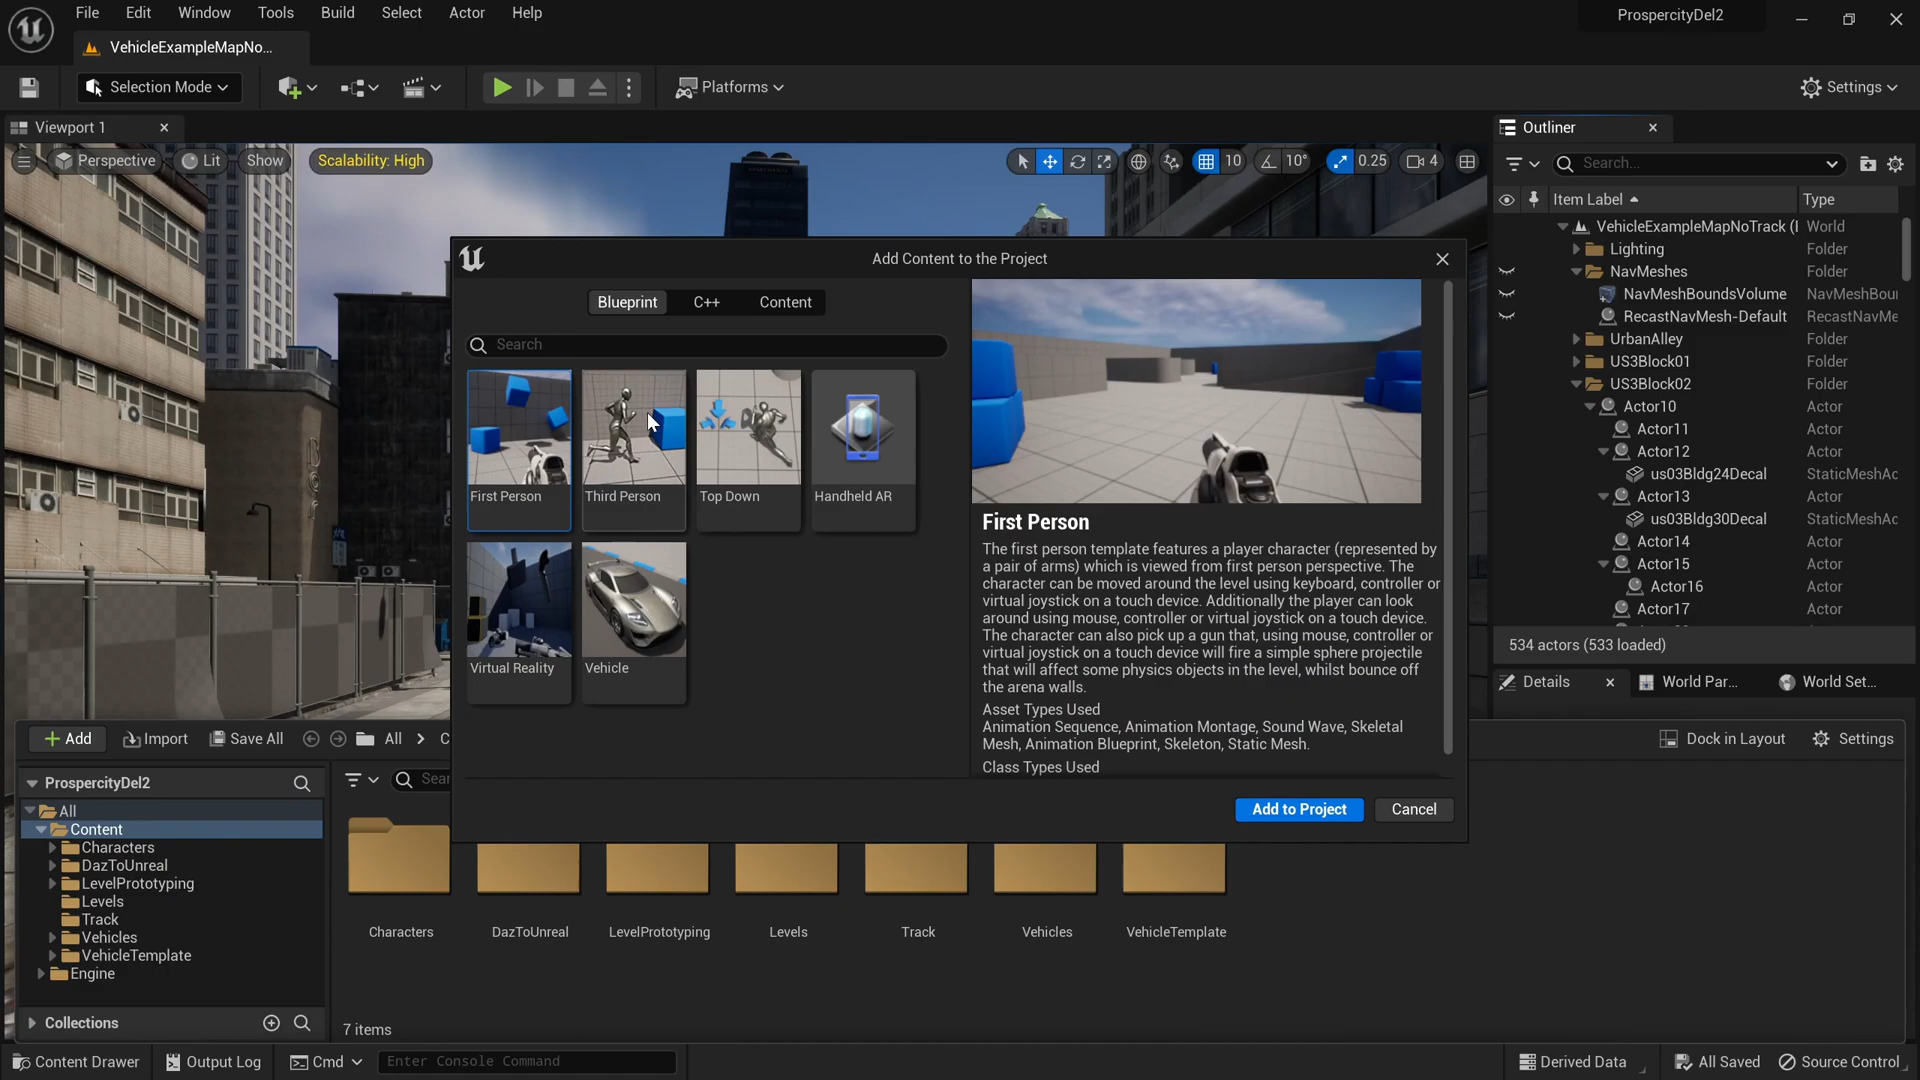 File Edit Window Tools Build Select Actor Help
ProspercityDel2
VehicleExampleMapNo...
Selection Mode
Platforms
Settings
Viewport 1
Outliner
Perspective
Lit
Show
Scalability: High
10
10°
0.25
4
Search...
Item Label
Type
VehicleExampleMapNoTrack (I World
Lighting Folder
NavMeshes Folder
NavMeshBoundsVolume NavMeshBou
RecastNavMesh-Default RecastNavMe
UrbanAlley Folder
US3Block01 Folder
US3Block02 Folder
Actor10 Actor
Actor11 Actor
Actor12 Actor
us03Bldg24Decal StaticMeshAc
Actor13 Actor
us03Bldg30Decal StaticMeshAc
Actor14 Actor
Actor15 Actor
Actor16 Actor
Actor17 Actor
534 actors (533 loaded)
Details
World Par...
World Set...
Add Content to the Project
Blueprint
C++
Content
Search
First Person
Third Person
Top Down
Handheld AR
Virtual Reality
Vehicle
First Person
The first person template features a player character (represented by
a pair of arms) which is viewed from first person perspective. The
character can be moved around the level using keyboard, controller or
virtual joystick on a touch device. Additionally the player can look
around using mouse, controller or virtual joystick on a touch device.
The character can also pick up a gun that, using mouse, controller or
virtual joystick on a touch device will fire a simple sphere projectile
that will affect some physics objects in the level, whilst bounce off
the arena walls.
Asset Types Used
Animation Sequence, Animation Montage, Sound Wave, Skeletal
Mesh, Animation Blueprint, Skeleton, Static Mesh.
Class Types Used
Add to Project
Cancel
Add
Import
Save All
All
C
Dock in Layout
Settings
ProspercityDel2
Sear
All
Content
Characters
DazToUnreal
LevelPrototyping
Levels
Track
Vehicles
VehicleTemplate
Engine
Characters
DazToUnreal
LevelPrototyping
Levels
Track
Vehicles
VehicleTemplate
Collections
7 items
Content Drawer
Output Log
Cmd
Enter Console Command
Derived Data
All Saved
Source Control